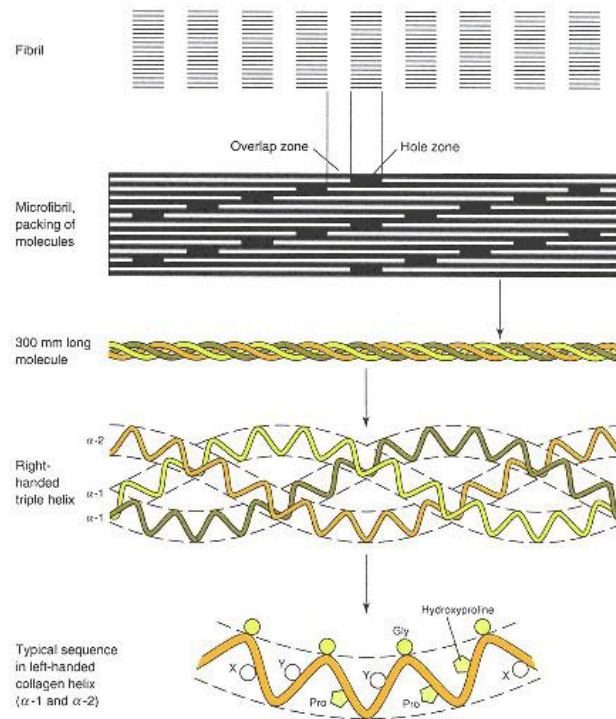 Fibril
Overlap zone
Hole zone
Microfibril,
packing of
molecules
300 mm long
molecule
α-2
Right-
handed
triple helix
α-1
α-1
Hydroxyproline
Gly
Typical sequence
in left-handed
collagen helix
(α-1 and α-2)
X
Y
Y
X
Pro
Pro